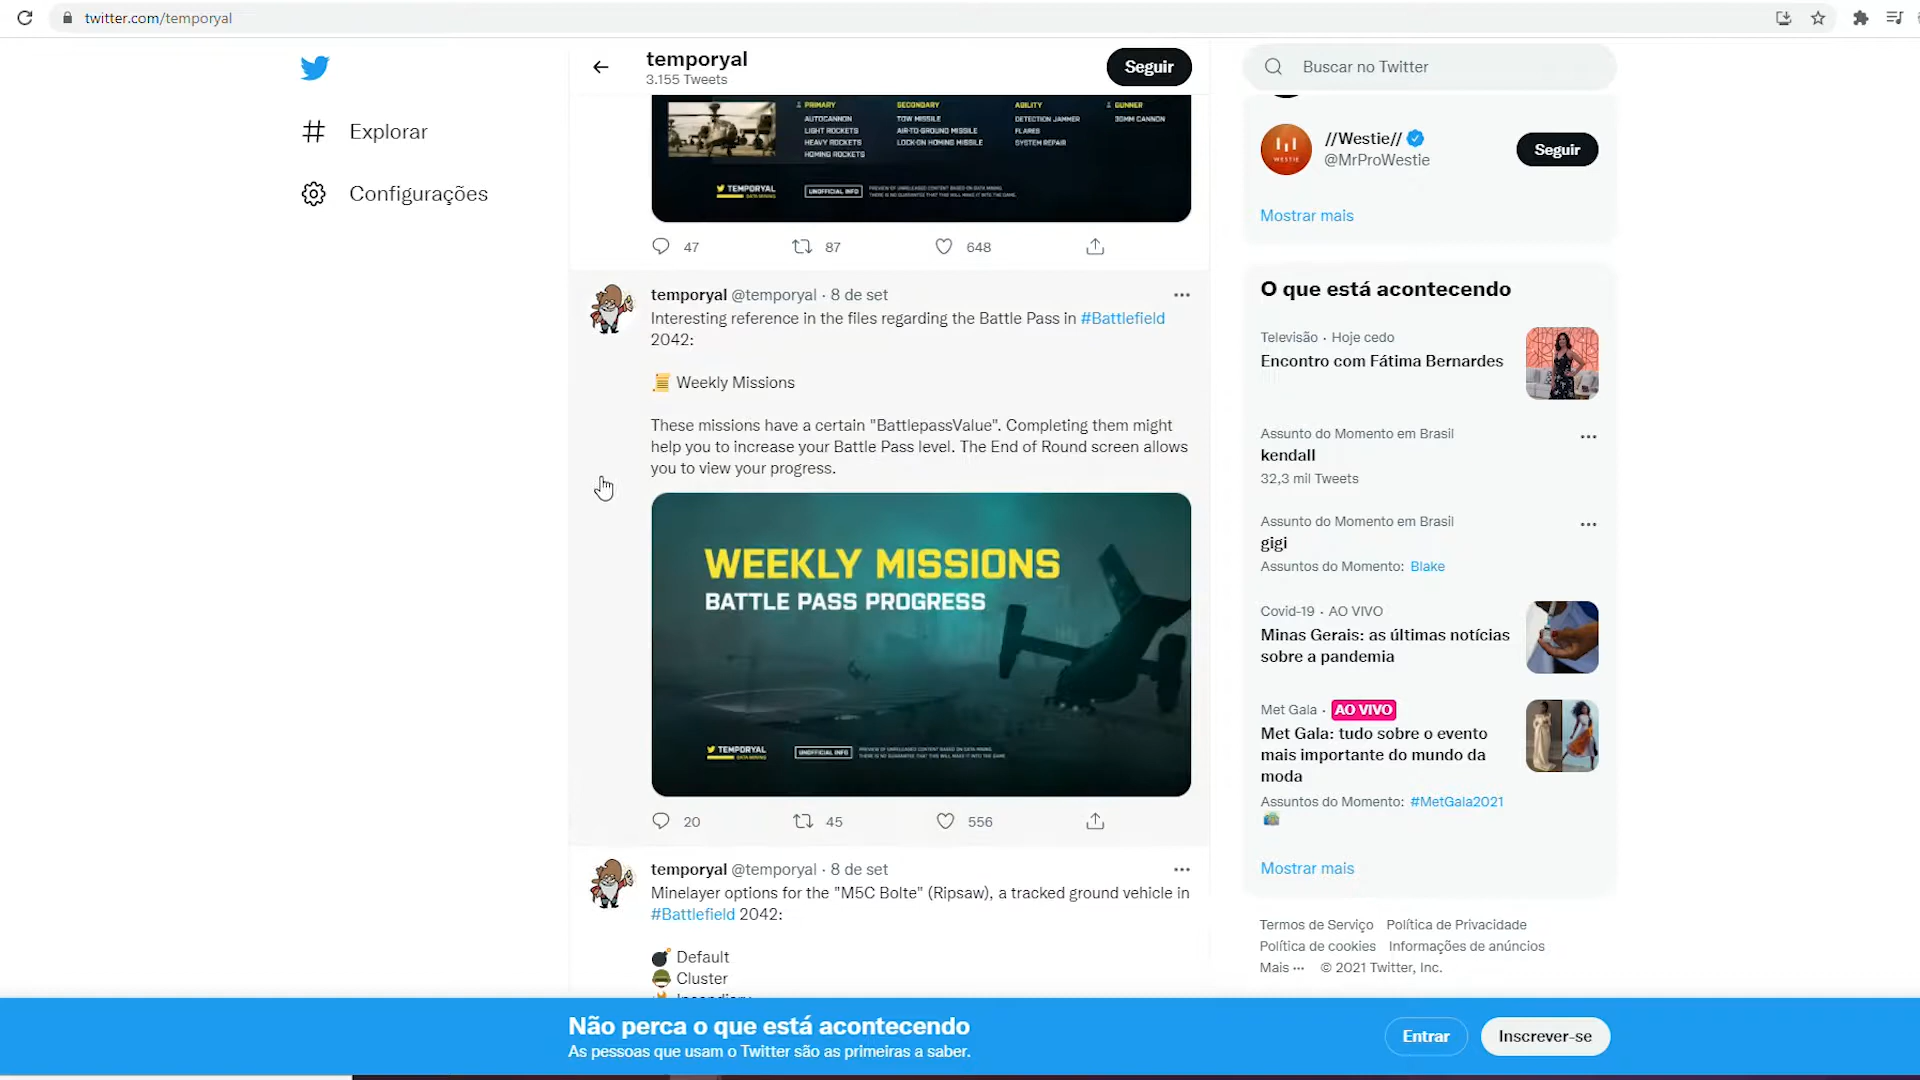 twitter.com/temporyal
temporyal
3.155 Tweets
Seguir
Buscar no Twitter
Explorar
Configurações
PRIMARY
AUTOCANNON
LIGHT ROCKETS
HEAVY ROCKETS
HOMING ROCKETS
SECONDARY
TOW MISSILE
AIR-TO-GROUND MISSILE
LOCK-ON HOMING MISSILE
ABILITY
DETECTION JAMMER
FLARES
SYSTEM REPAIR
GUNNER
30MM CANNON
TEMPORYAL
DATA MINING
UNOFFICIAL INFO
PREVIEW OF UNRELEASED CONTENT BASED ON DATA MINING.
THERE IS NO GUARANTEE THAT THIS WILL MAKE IT INTO THE GAME.
47
87
648
temporyal @temporyal · 8 de set
Interesting reference in the files regarding the Battle Pass in #Battlefield
2042:
Weekly Missions
These missions have a certain "BattlepassValue". Completing them might
help you to increase your Battle Pass level. The End of Round screen allows
you to view your progress.
WEEKLY MISSIONS
BATTLE PASS PROGRESS
TEMPORYAL
DATA MINING
UNOFFICIAL INFO
PREVIEW OF UNRELEASED CONTENT BASED ON DATA MINING.
THERE IS NO GUARANTEE THAT THIS WILL MAKE IT INTO THE GAME.
20
45
556
temporyal @temporyal · 8 de set
Minelayer options for the "M5C Bolte" (Ripsaw), a tracked ground vehicle in
#Battlefield 2042:
Default
Cluster
Incendiary
//Westie//
@MrProWestie
WESTIE
Seguir
Mostrar mais
O que está acontecendo
Televisão · Hoje cedo
Encontro com Fátima Bernardes
Assunto do Momento em Brasil
kendall
32,3 mil Tweets
Assunto do Momento em Brasil
gigi
Assuntos do Momento: Blake
Covid-19 · AO VIVO
Minas Gerais: as últimas notícias
sobre a pandemia
Met Gala · AO VIVO
Met Gala: tudo sobre o evento
mais importante do mundo da
moda
Assuntos do Momento: #MetGala2021
Mostrar mais
Termos de Serviço Política de Privacidade
Política de cookies Informações de anúncios
Mais ··· © 2021 Twitter, Inc.
Não perca o que está acontecendo
As pessoas que usam o Twitter são as primeiras a saber.
Entrar
Inscrever-se